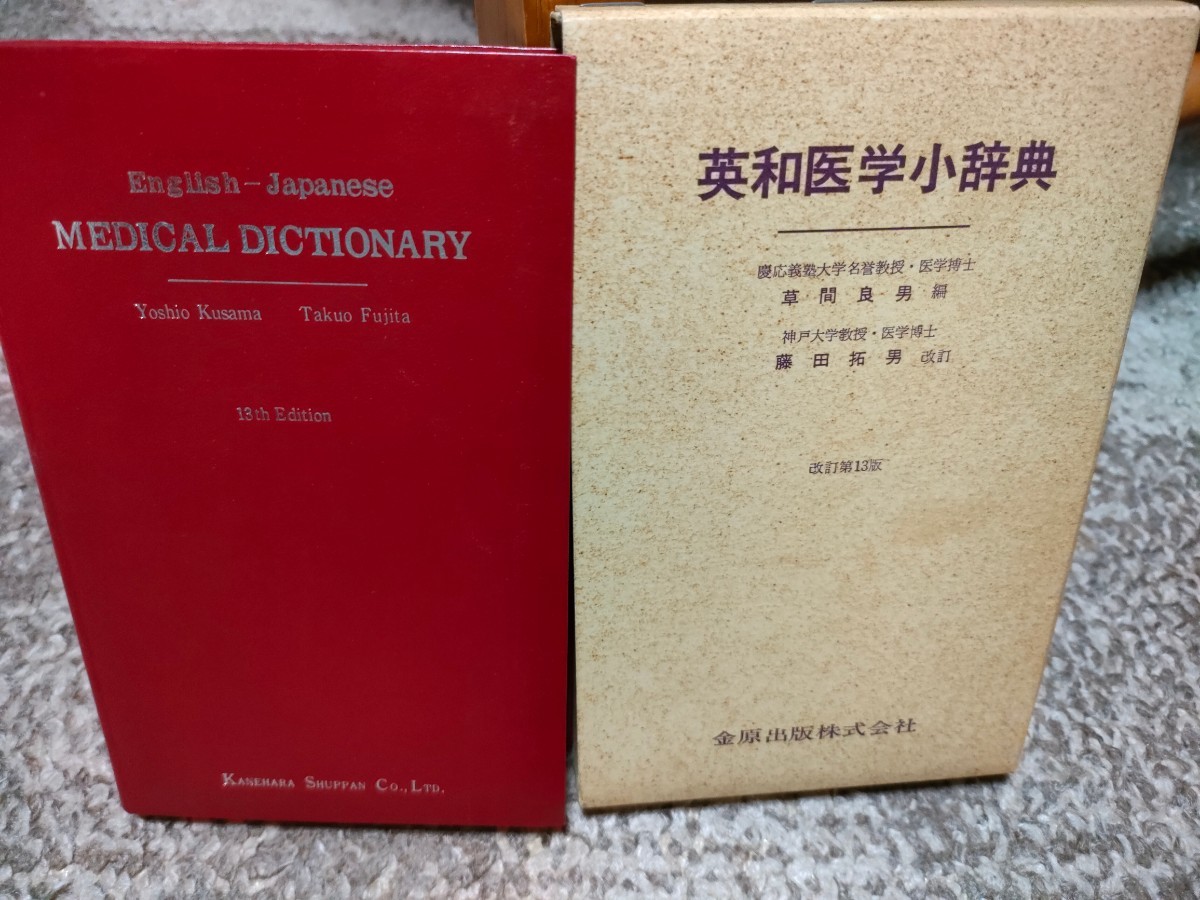 English-Japanese
MEDICAL DICTIONARY
Yoshio Kusama Takuo Fujita
13th Edition
KANEHARA SHUPPAN CO., LTD.
英和医学小辞典
慶応義塾大学名誉教授・医学博士
草間良男 編
神戸大学教授・医学博士
藤田拓男 改訂
改訂第13版
金原出版株式会社